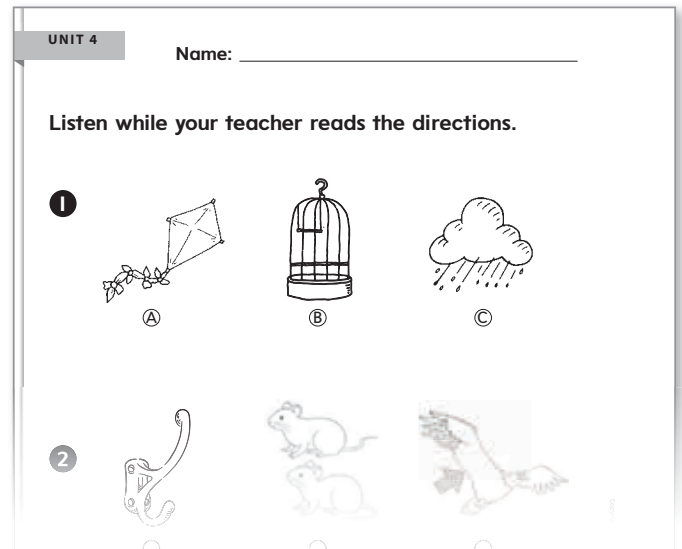 UNIT 4
Name:
Listen while your teacher reads the directions.
1
A B C
2